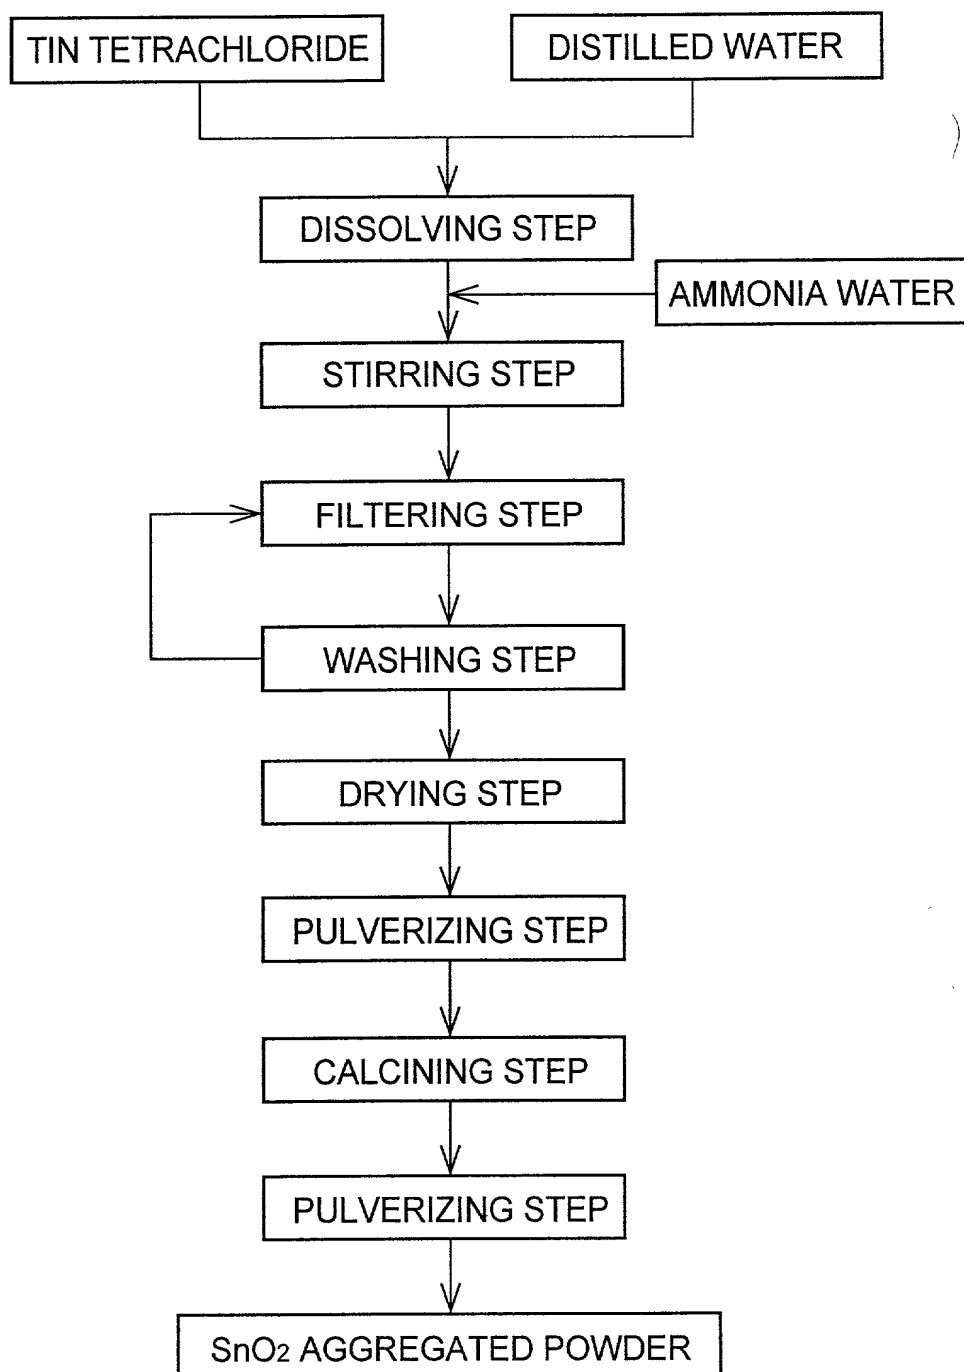 TIN TETRACHLORIDE
DISTILLED WATER
DISSOLVING STEP
AMMONIA WATER
STIRRING STEP
FILTERING STEP
WASHING STEP
DRYING STEP
PULVERIZING STEP
CALCINING STEP
PULVERIZING STEP
SnO2 AGGREGATED POWDER